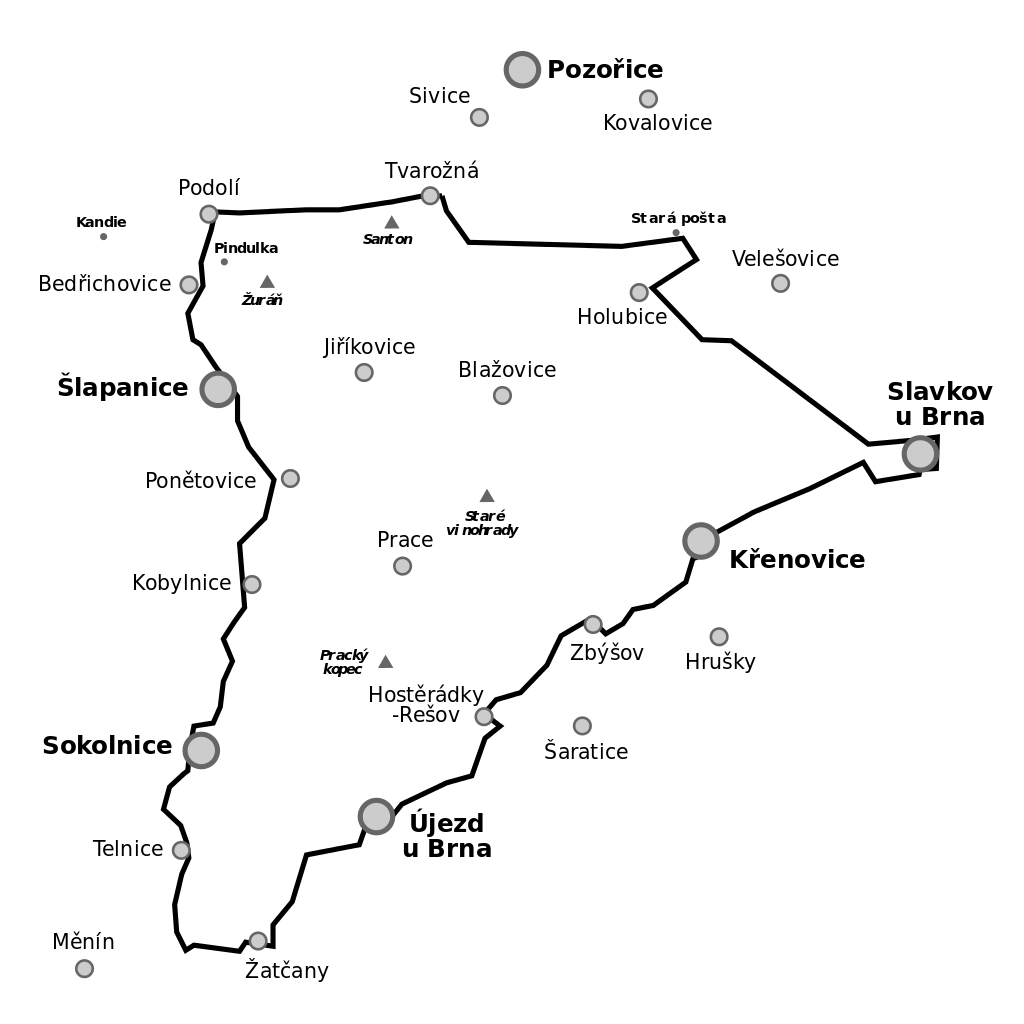 Pozořice
Sivice
Kovalovice
Tvarožná
Podolí
Kandie
Stará pošta
Santon
Pindulka
Velešovice
Bedřichovice
Žuráň
Holubice
Jiříkovice
Blažovice
Šlapanice
Slavkov
u Brna
Ponětovice
Staré
vinohrady
Prace
Křenovice
Kobylnice
Zbýšov
Hrušky
Pracký
kopec
Hostěrádky
-Rešov
Sokolnice
Šaratice
Újezd
u Brna
Telnice
Měnín
Žatčany